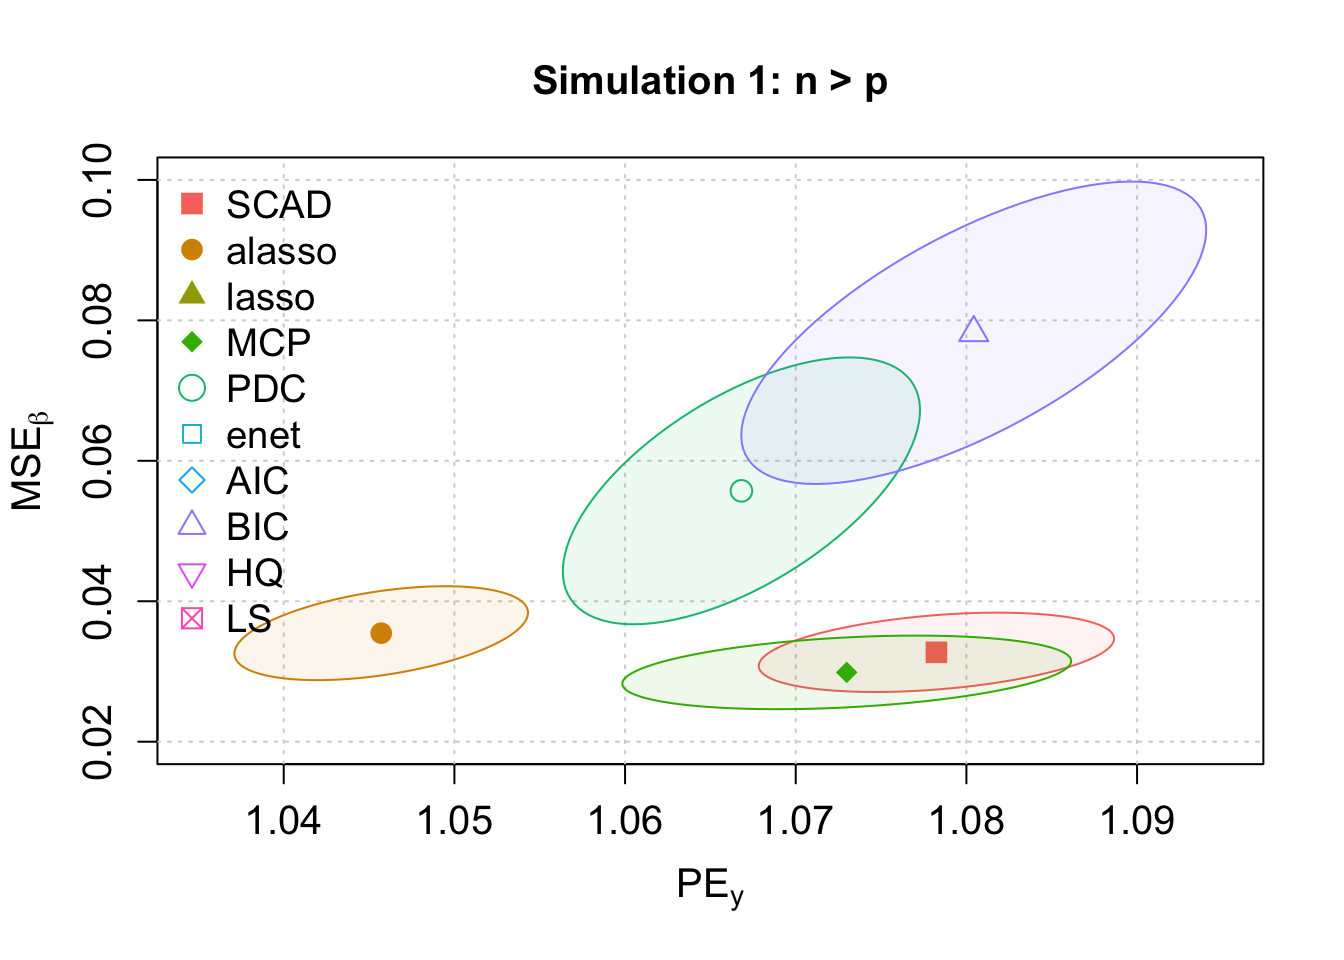 Simulation 1: n > p
0.10
0.08
0.06
0.04
0.02
MSEβ
SCAD
alasso
lasso
MCP
PDC
enet
AIC
BIC
HQ
LS
1.04 1.05 1.06 1.07 1.08 1.09
PEy